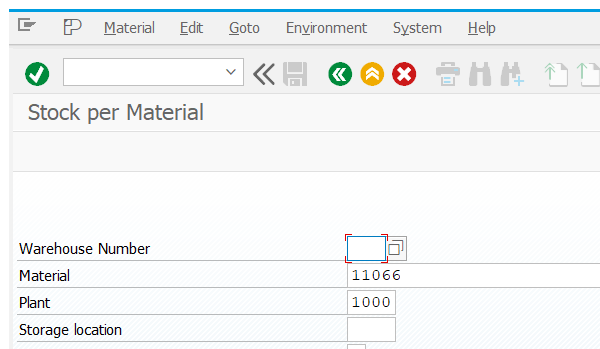 Material Edit Goto Environment System Help
Stock per Material
Warehouse Number
Material 11066
Plant 1000
Storage location